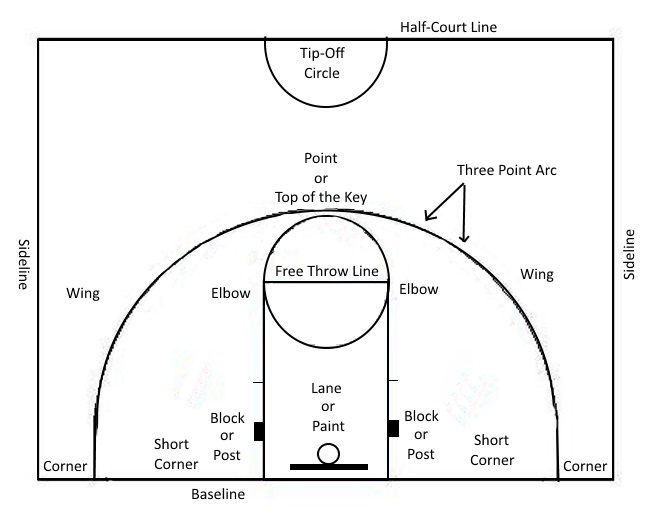 Half-Court Line
Tip-Off
Circle
Point
or
Top of the Key
Three Point Arc
Sideline
Sideline
Wing
Wing
Free Throw Line
Elbow
Elbow
Lane
or
Paint
Block
or
Post
Block
or
Post
Short
Corner
Short
Corner
Corner
Corner
Baseline